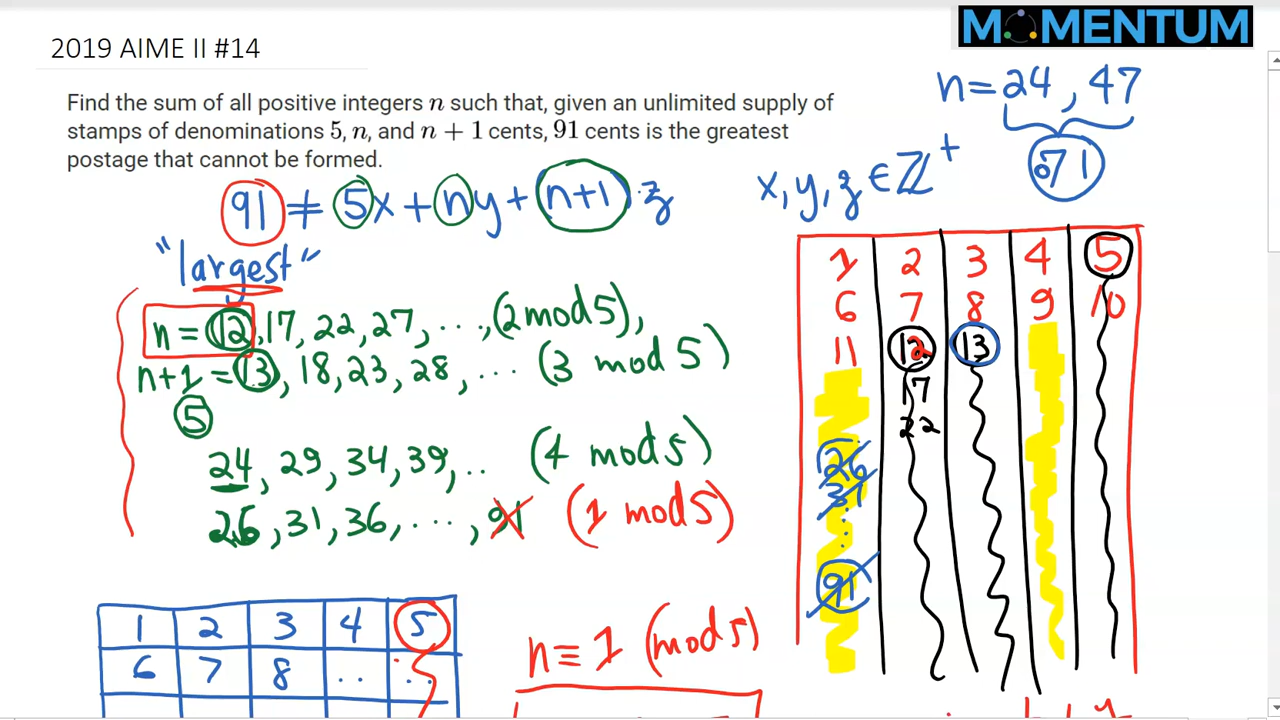 MOMENTUM
2019 AIME II #14
Find the sum of all positive integers n such that, given an unlimited supply of
stamps of denominations 5, n, and n + 1 cents, 91 cents is the greatest
postage that cannot be formed.
n = 24, 47
71
91 ≠ 5x + ny + (n+1)·z
x, y, z ∈ ℤ⁺
"largest"
n = 12, 17, 22, 27, ..., (2 mod 5),
n+1 = 13, 18, 23, 28, ... (3 mod 5)
5
24, 29, 34, 39, .. (4 mod 5)
26, 31, 36, ..., 91 (1 mod 5)
1 2 3 4 5
6 7 8 9 10
11 12 13
17
22
26
31
91
1 2 3 4 5
6 7 8 .. ..
n ≡ 1 (mod 5)